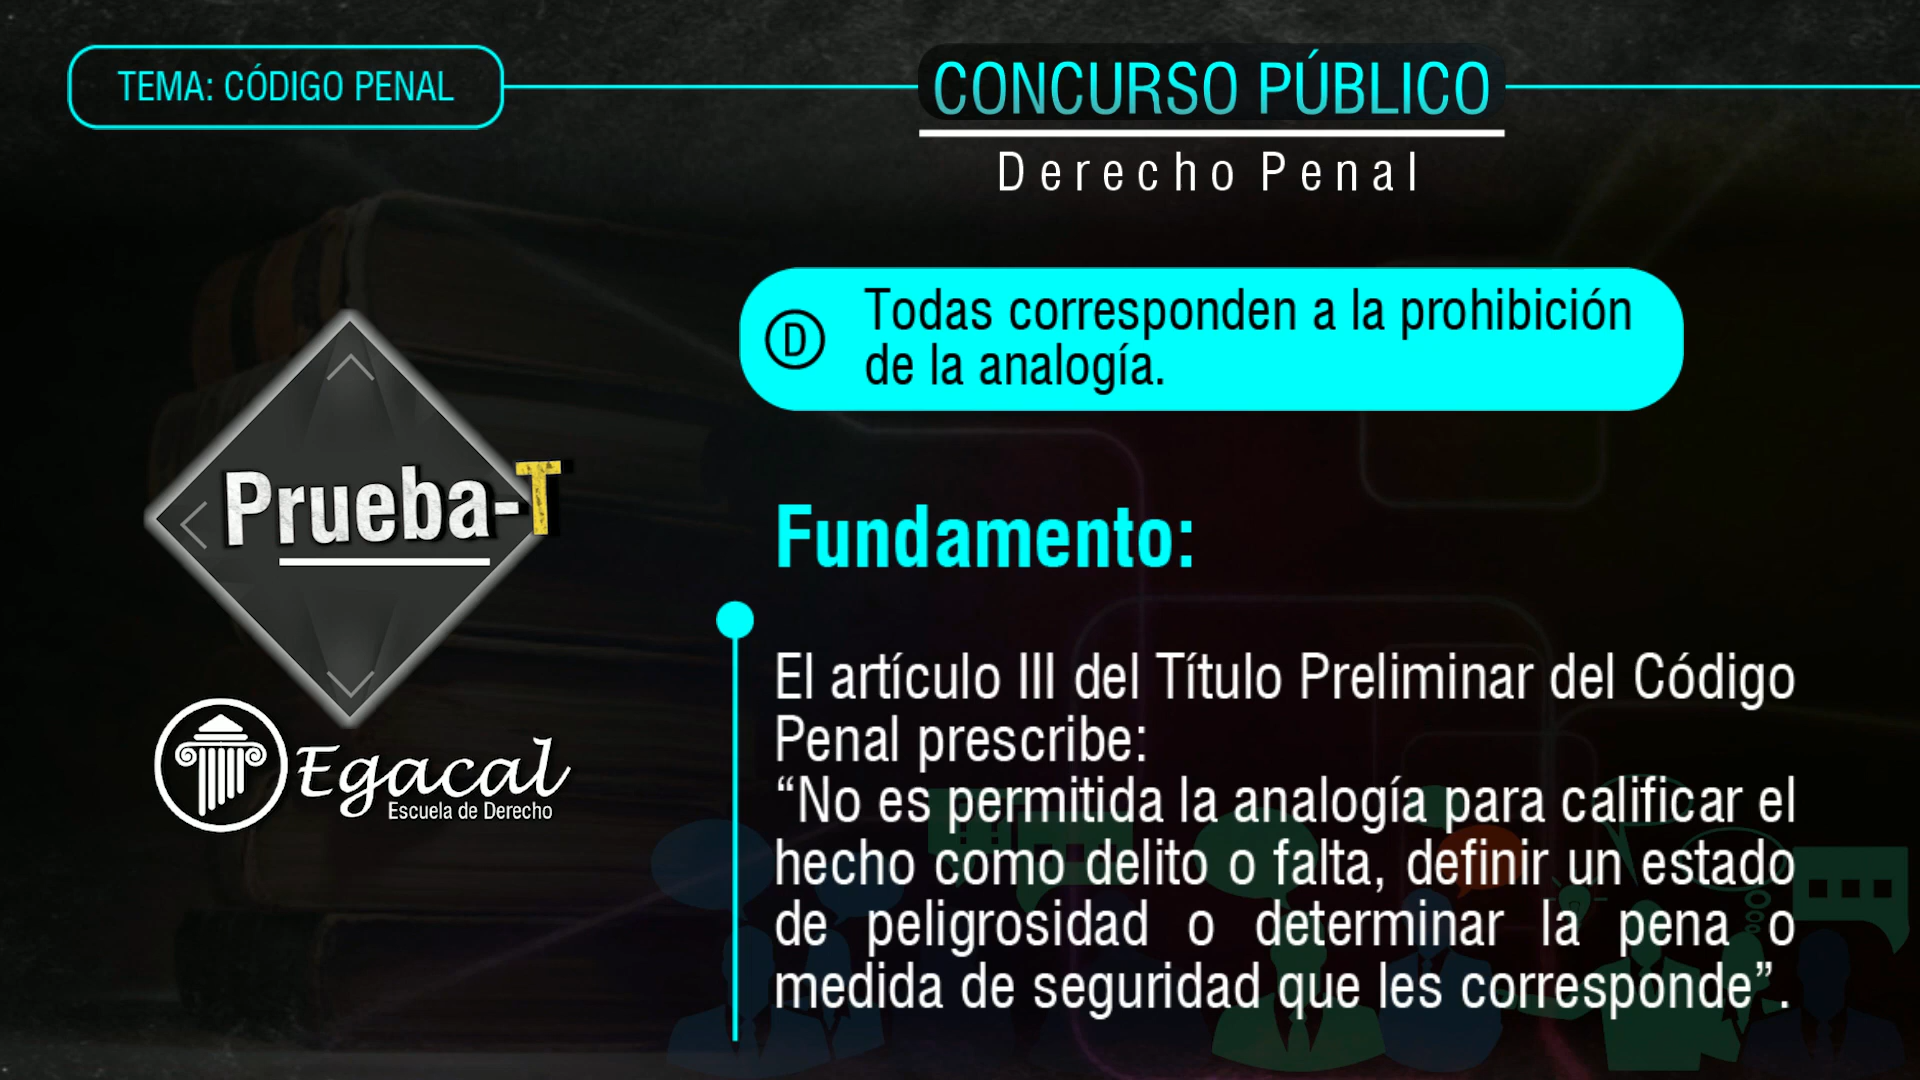 TEMA: CÓDIGO PENAL
CONCURSO PÚBLICO
Derecho Penal
D Todas corresponden a la prohibición
de la analogía.
Prueba-T
Egacal
Escuela de Derecho
Fundamento:
El artículo III del Título Preliminar del Código
Penal prescribe:
“No es permitida la analogía para calificar el
hecho como delito o falta, definir un estado
de peligrosidad o determinar la pena o
medida de seguridad que les corresponde”.